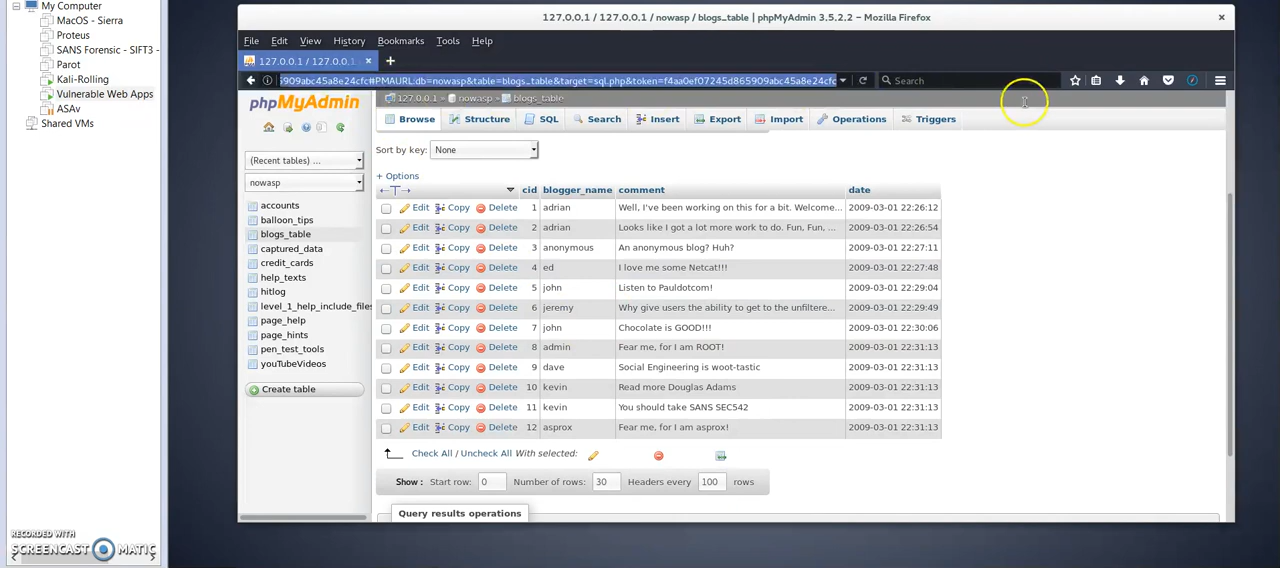 My Computer
MacOS - Sierra
Proteus
SANS Forensic - SIFT3 -
Parot
Kali-Rolling
Vulnerable Web Apps
ASAv
Shared VMs
127.0.0.1 / 127.0.0.1 / nowasp / blogs_table | phpMyAdmin 3.5.2.2 - Mozilla Firefox
File Edit View History Bookmarks Tools Help
127.0.0.1 / 127.0.0.1
5909abc45a8e24cfc#PMAURL:db=nowasp&table=blogs_table&target=sql.php&token=f4aa0ef07245d865909abc45a8e24cfc
Search
phpMyAdmin
127.0.0.1 » nowasp » blogs_table
Browse Structure SQL Search Insert Export Import Operations Triggers
(Recent tables) ...
nowasp
accounts
balloon_tips
blogs_table
captured_data
credit_cards
help_texts
hitlog
level_1_help_include_files
page_help
page_hints
pen_test_tools
youTubeVideos
Create table
Sort by key: None
+ Options
←T→ cid blogger_name comment date
Edit Copy Delete 1 adrian Well, I've been working on this for a bit. Welcome... 2009-03-01 22:26:12
Edit Copy Delete 2 adrian Looks like I got a lot more work to do. Fun, Fun, ... 2009-03-01 22:26:54
Edit Copy Delete 3 anonymous An anonymous blog? Huh? 2009-03-01 22:27:11
Edit Copy Delete 4 ed I love me some Netcat!!! 2009-03-01 22:27:48
Edit Copy Delete 5 john Listen to Pauldotcom! 2009-03-01 22:29:04
Edit Copy Delete 6 jeremy Why give users the ability to get to the unfiltere... 2009-03-01 22:29:49
Edit Copy Delete 7 john Chocolate is GOOD!!! 2009-03-01 22:30:06
Edit Copy Delete 8 admin Fear me, for I am ROOT! 2009-03-01 22:31:13
Edit Copy Delete 9 dave Social Engineering is woot-tastic 2009-03-01 22:31:13
Edit Copy Delete 10 kevin Read more Douglas Adams 2009-03-01 22:31:13
Edit Copy Delete 11 kevin You should take SANS SEC542 2009-03-01 22:31:13
Edit Copy Delete 12 asprox Fear me, for I am asprox! 2009-03-01 22:31:13
Check All / Uncheck All With selected:
Show : Start row: 0 Number of rows: 30 Headers every 100 rows
Query results operations
RECORDED WITH
SCREENCAST MATIC